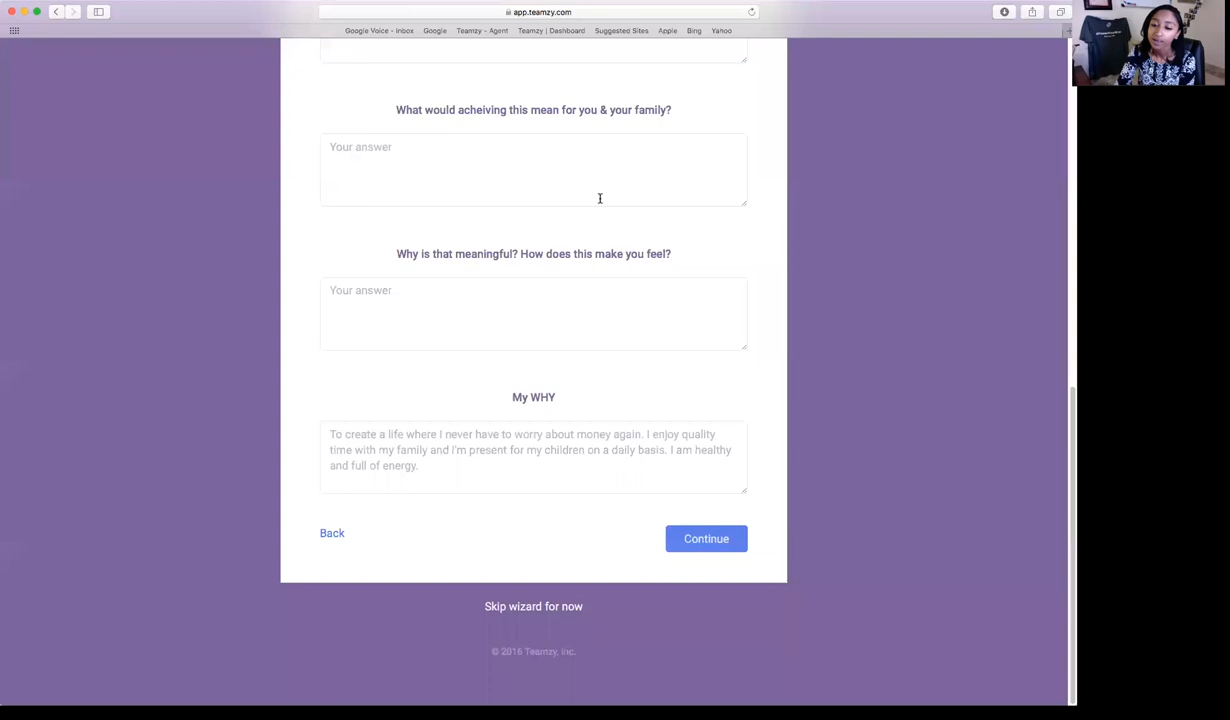 app.teamzy.com
Google Voice - Inbox Google Teamzy - Agent Teamzy | Dashboard Suggested Sites Apple Bing Yahoo
What would acheiving this mean for you & your family?
Your answer
Why is that meaningful? How does this make you feel?
Your answer
My WHY
To create a life where I never have to worry about money again. I enjoy quality
time with my family and I'm present for my children on a daily basis. I am healthy
and full of energy.
Back
Continue
Skip wizard for now
© 2016 Teamzy, Inc.